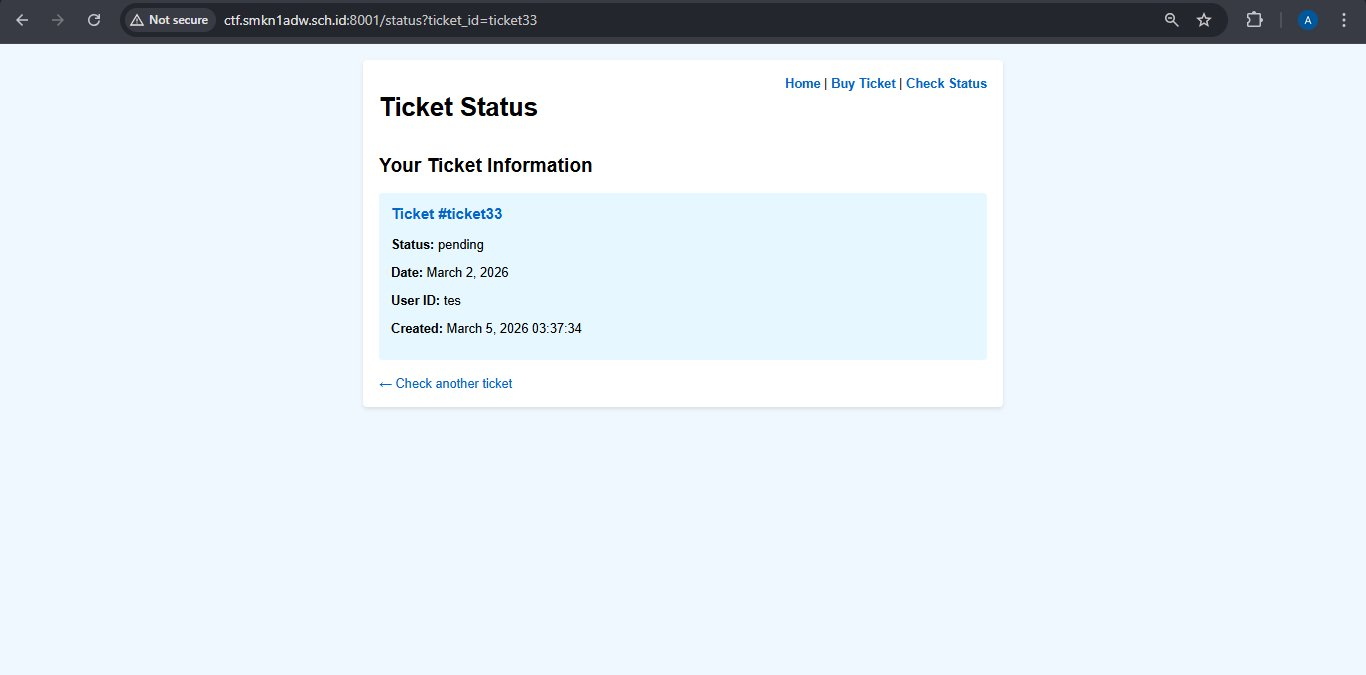 Not secure
ctf.smkn1adw.sch.id:8001/status?ticket_id=ticket33
A
Home | Buy Ticket | Check Status
Ticket Status
Your Ticket Information
Ticket #ticket33
Status: pending
Date: March 2, 2026
User ID: tes
Created: March 5, 2026 03:37:34
← Check another ticket